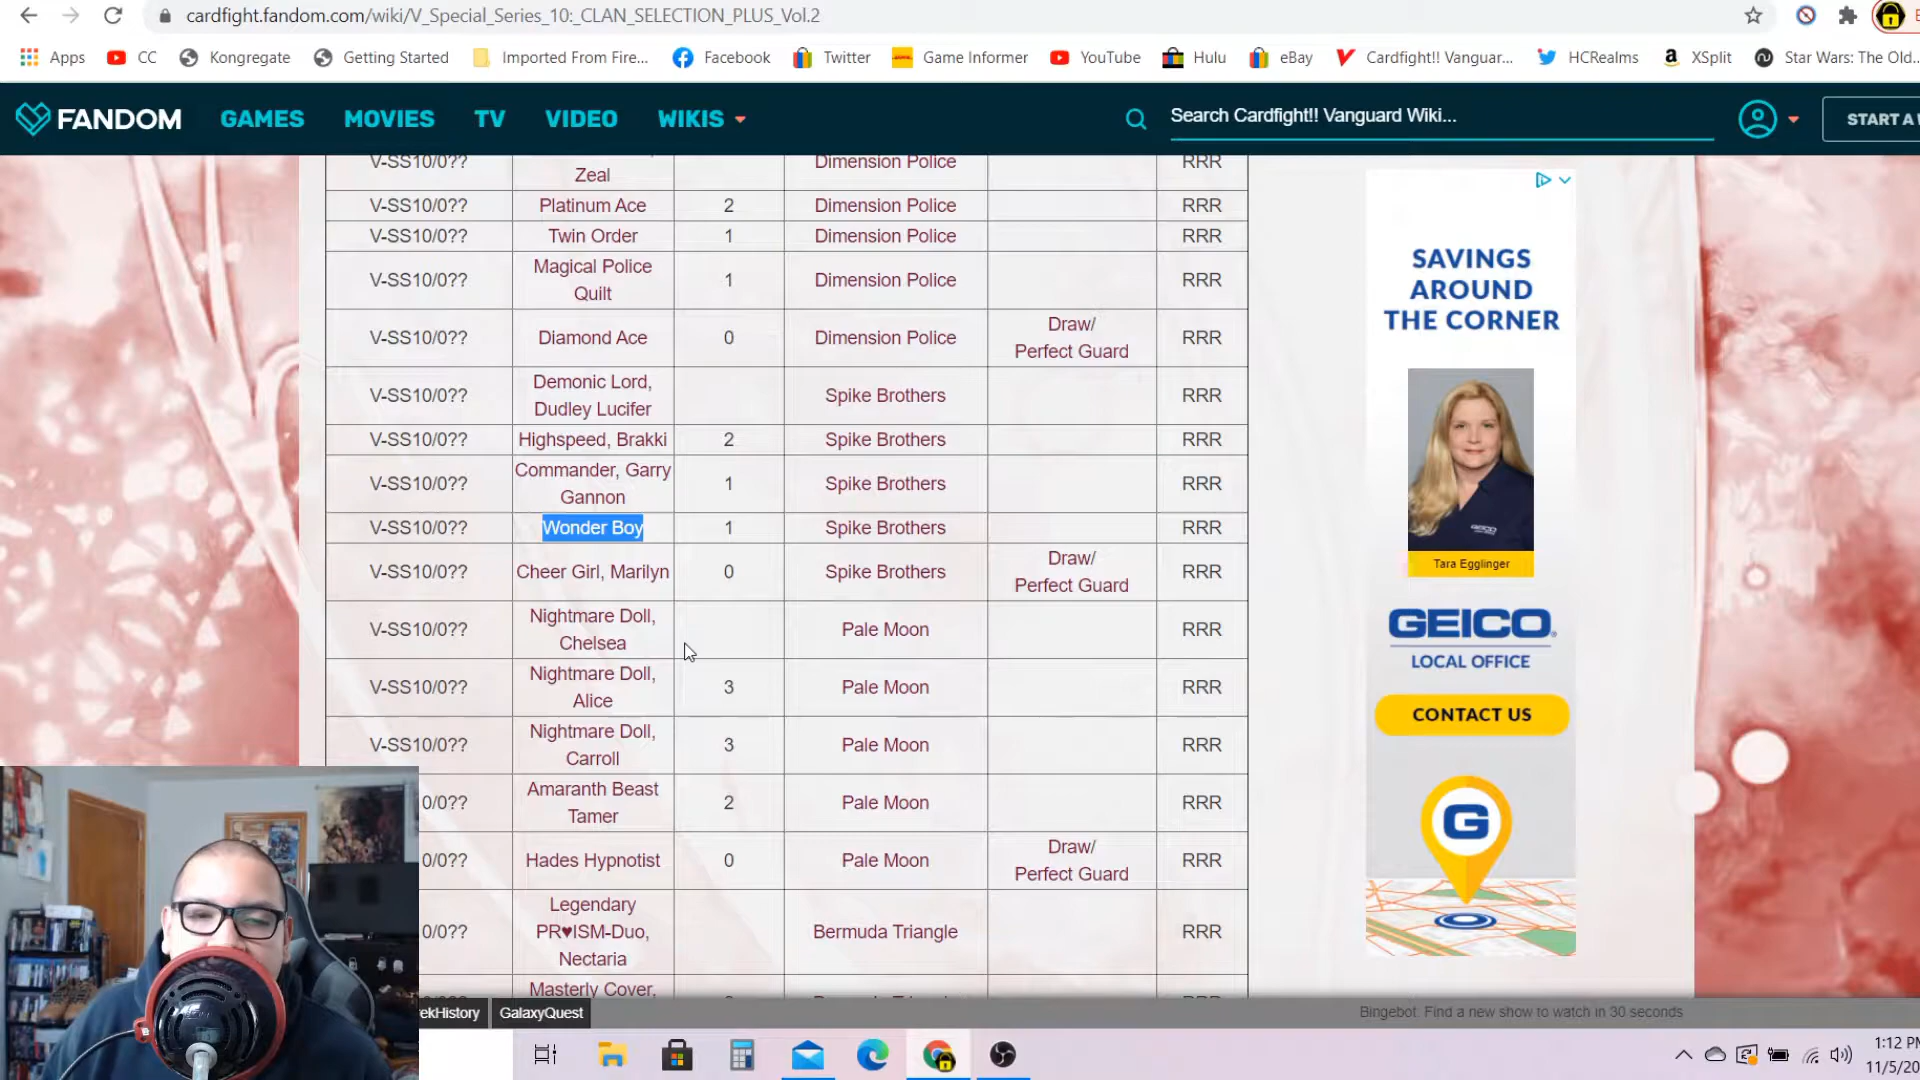 cardfight.fandom.com/wiki/V_Special_Series_10:_CLAN_SELECTION_PLUS_Vol.2
Apps CC Kongregate Getting Started Imported From Fire... Facebook Twitter Game Informer YouTube Hulu eBay Cardfight!! Vanguar... HCRealms XSplit Star Wars: The Old...
FANDOM GAMES MOVIES TV VIDEO WIKIS Search Cardfight!! Vanguard Wiki... START A
V-SS10/0?? Zeal Dimension Police RRR
V-SS10/0?? Platinum Ace 2 Dimension Police RRR
V-SS10/0?? Twin Order 1 Dimension Police RRR
V-SS10/0?? Magical Police Quilt 1 Dimension Police RRR
V-SS10/0?? Diamond Ace 0 Dimension Police Draw/ Perfect Guard RRR
V-SS10/0?? Demonic Lord, Dudley Lucifer Spike Brothers RRR
V-SS10/0?? Highspeed, Brakki 2 Spike Brothers RRR
V-SS10/0?? Commander, Garry Gannon 1 Spike Brothers RRR
V-SS10/0?? Wonder Boy 1 Spike Brothers RRR
V-SS10/0?? Cheer Girl, Marilyn 0 Spike Brothers Draw/ Perfect Guard RRR
V-SS10/0?? Nightmare Doll, Chelsea Pale Moon RRR
V-SS10/0?? Nightmare Doll, Alice 3 Pale Moon RRR
V-SS10/0?? Nightmare Doll, Carroll 3 Pale Moon RRR
0/0?? Amaranth Beast Tamer 2 Pale Moon RRR
0/0?? Hades Hypnotist 0 Pale Moon Draw/ Perfect Guard RRR
0/0?? Legendary PR♥ISM-Duo, Nectaria Bermuda Triangle RRR
Masterly Cover,
SAVINGS
AROUND
THE CORNER
Tara Egglinger
GEICO
LOCAL OFFICE
CONTACT US
G
ekHistory GalaxyQuest
Bingebot: Find a new show to watch in 30 seconds
1:12 PM
11/5/20